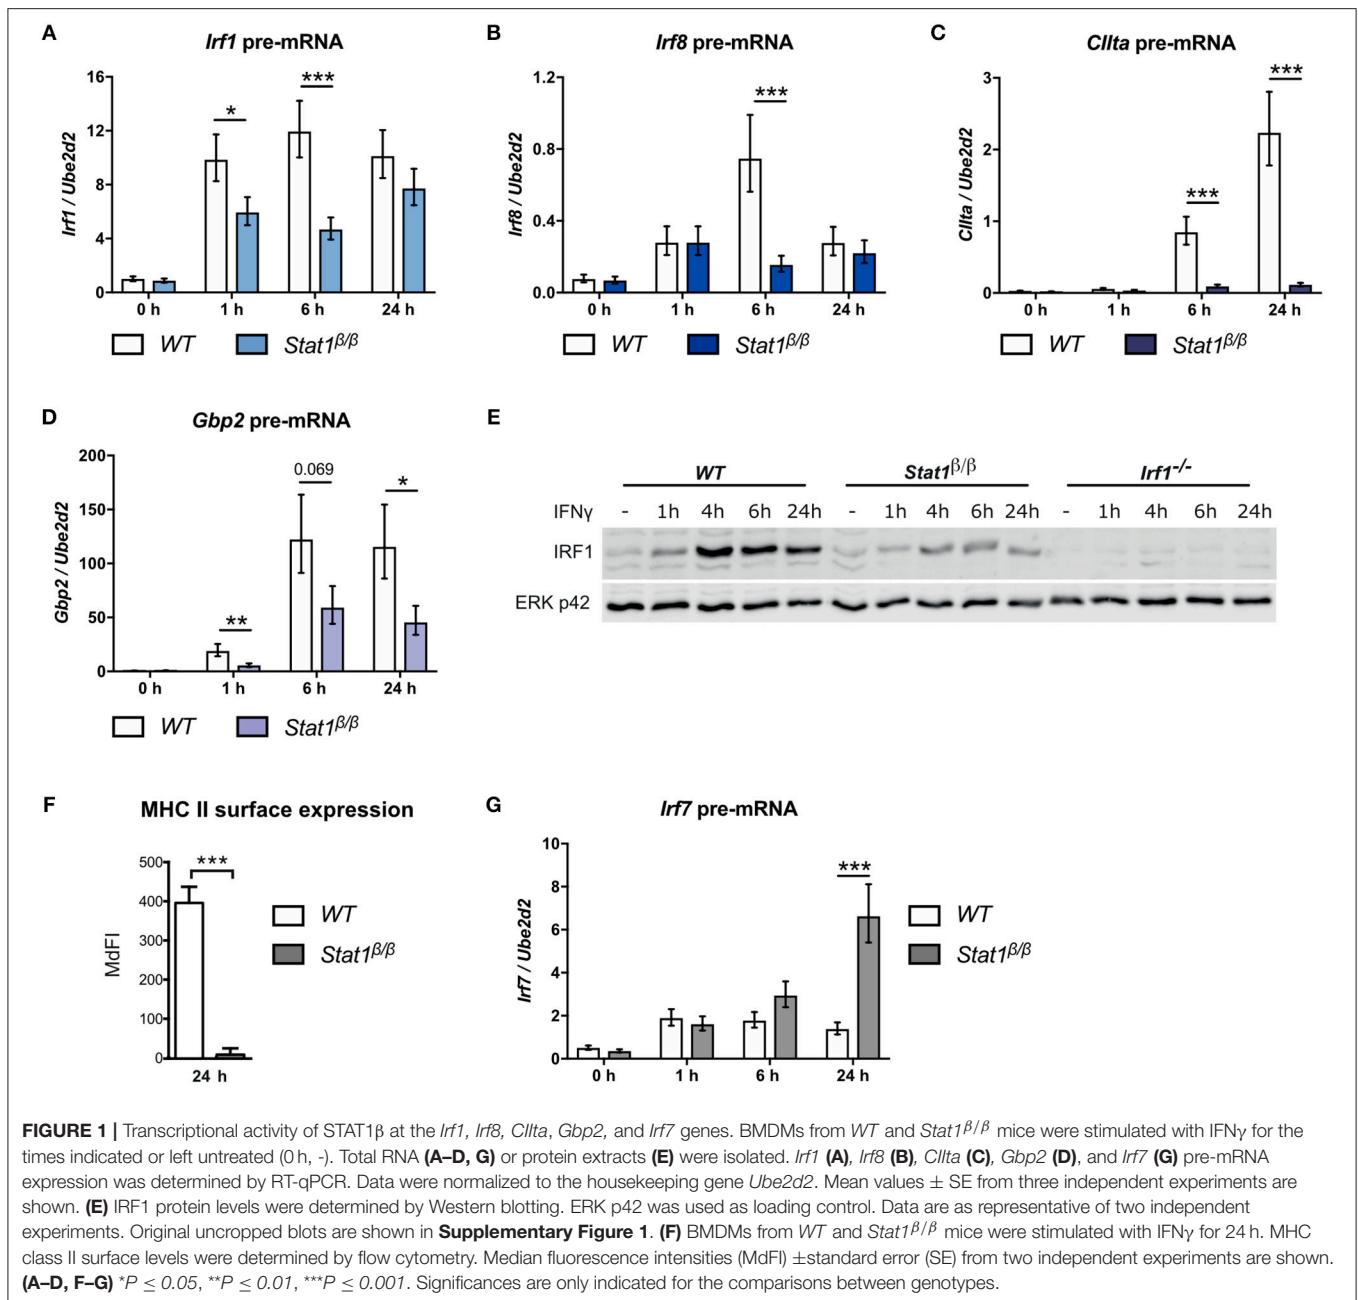 A
Irf1 pre-mRNA
Irf1 / Ube2d2
16
12
8
4
0
*
***
0 h 1 h 6 h 24 h
WT Stat1β/β
B
Irf8 pre-mRNA
Irf8 / Ube2d2
1.2
0.8
0.4
0.0
***
0 h 1 h 6 h 24 h
WT Stat1β/β
C
CIIta pre-mRNA
CIIta / Ube2d2
3
2
1
0
***
***
0 h 1 h 6 h 24 h
WT Stat1β/β
D
Gbp2 pre-mRNA
Gbp2 / Ube2d2
200
150
100
50
0
**
0.069
*
0 h 1 h 6 h 24 h
WT Stat1β/β
E
WT Stat1β/β Irf1-/-
IFNγ - 1h 4h 6h 24h - 1h 4h 6h 24h - 1h 4h 6h 24h
IRF1
ERK p42
F
MHC II surface expression
MdFI
500
400
300
200
100
0
***
24 h
WT
Stat1β/β
G
Irf7 pre-mRNA
Irf7 / Ube2d2
10
8
6
4
2
0
***
0 h 1 h 6 h 24 h
WT
Stat1β/β
FIGURE 1 | Transcriptional activity of STAT1β at the Irf1, Irf8, CIIta, Gbp2, and Irf7 genes. BMDMs from WT and Stat1β/β mice were stimulated with IFNγ for the
times indicated or left untreated (0 h, -). Total RNA (A–D, G) or protein extracts (E) were isolated. Irf1 (A), Irf8 (B), CIIta (C), Gbp2 (D), and Irf7 (G) pre-mRNA
expression was determined by RT-qPCR. Data were normalized to the housekeeping gene Ube2d2. Mean values ± SE from three independent experiments are
shown. (E) IRF1 protein levels were determined by Western blotting. ERK p42 was used as loading control. Data are as representative of two independent
experiments. Original uncropped blots are shown in Supplementary Figure 1. (F) BMDMs from WT and Stat1β/β mice were stimulated with IFNγ for 24 h. MHC
class II surface levels were determined by flow cytometry. Median fluorescence intensities (MdFI) ±standard error (SE) from two independent experiments are shown.
(A–D, F–G) *P ≤ 0.05, **P ≤ 0.01, ***P ≤ 0.001. Significances are only indicated for the comparisons between genotypes.